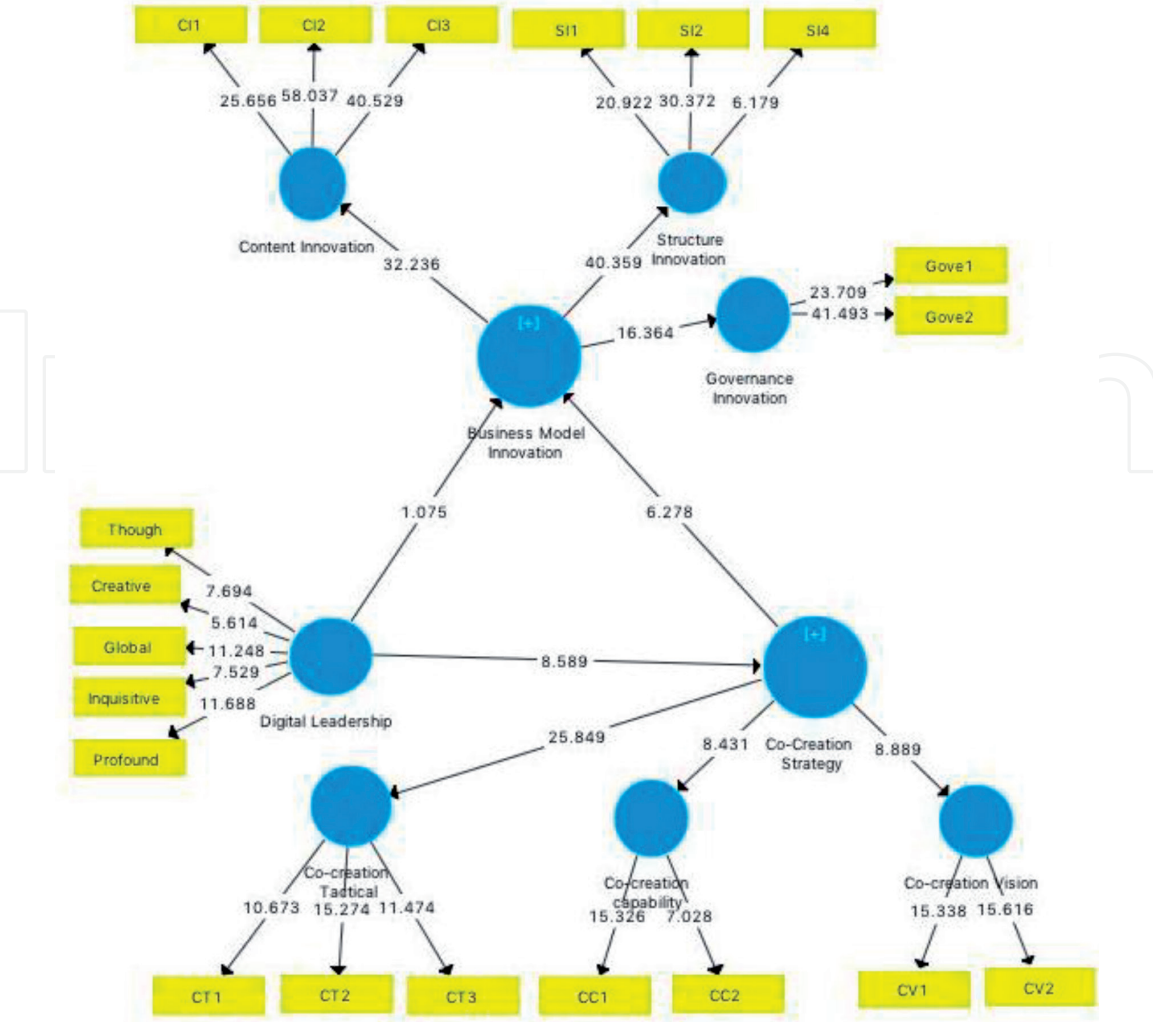 CI1 CI2 CI3 SI1 SI2 SI4
25.656 58.037 40.529 20.922 30.372 6.179
Content Innovation
Structure
Innovation
32.236 40.359
Gove1
23.709
[+]
41.493
Gove2
16.364
Governance
Innovation
Business Model
Innovation
1.075 6.278
Though
7.694
Creative
5.614
Global
11.248
7.529
Inquisitive
11.688
Profound
Digital Leadership
8.589
[+]
Co-Creation
Strategy
25.849 8.431 8.889
Co-creation
Tactical
Co-creation
capability
Co-creation Vision
10.673 15.274 11.474 15.326 7.028 15.338 15.616
CT1 CT2 CT3 CC1 CC2 CV1 CV2